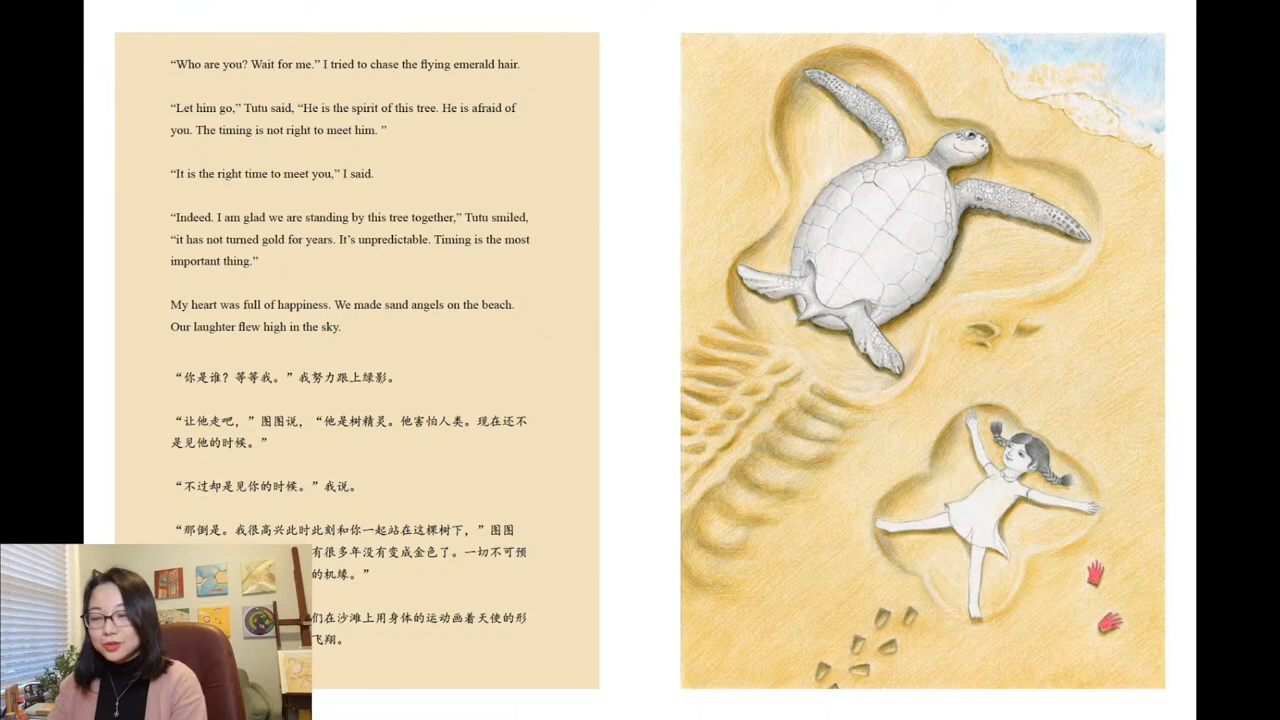 “Who are you? Wait for me.” I tried to chase the flying emerald hair.
“Let him go,” Tutu said, “He is the spirit of this tree. He is afraid of
you. The timing is not right to meet him. ”
“It is the right time to meet you,” I said.
“Indeed. I am glad we are standing by this tree together,” Tutu smiled,
“it has not turned gold for years. It’s unpredictable. Timing is the most
important thing.”
My heart was full of happiness. We made sand angels on the beach.
Our laughter flew high in the sky.
“你是谁？等等我。”我努力跟上绿影。
“让他走吧，”图图说，“他是树精灵。他害怕人类。现在还不
是见他的时候。”
“不过却是见你的时候。”我说。
“那倒是。我很高兴此时此刻和你一起站在这棵树下，”图图
有很多年没有变成金色了。一切不可预
的机缘。”
们在沙滩上用身体的运动画着天使的形
飞翔。